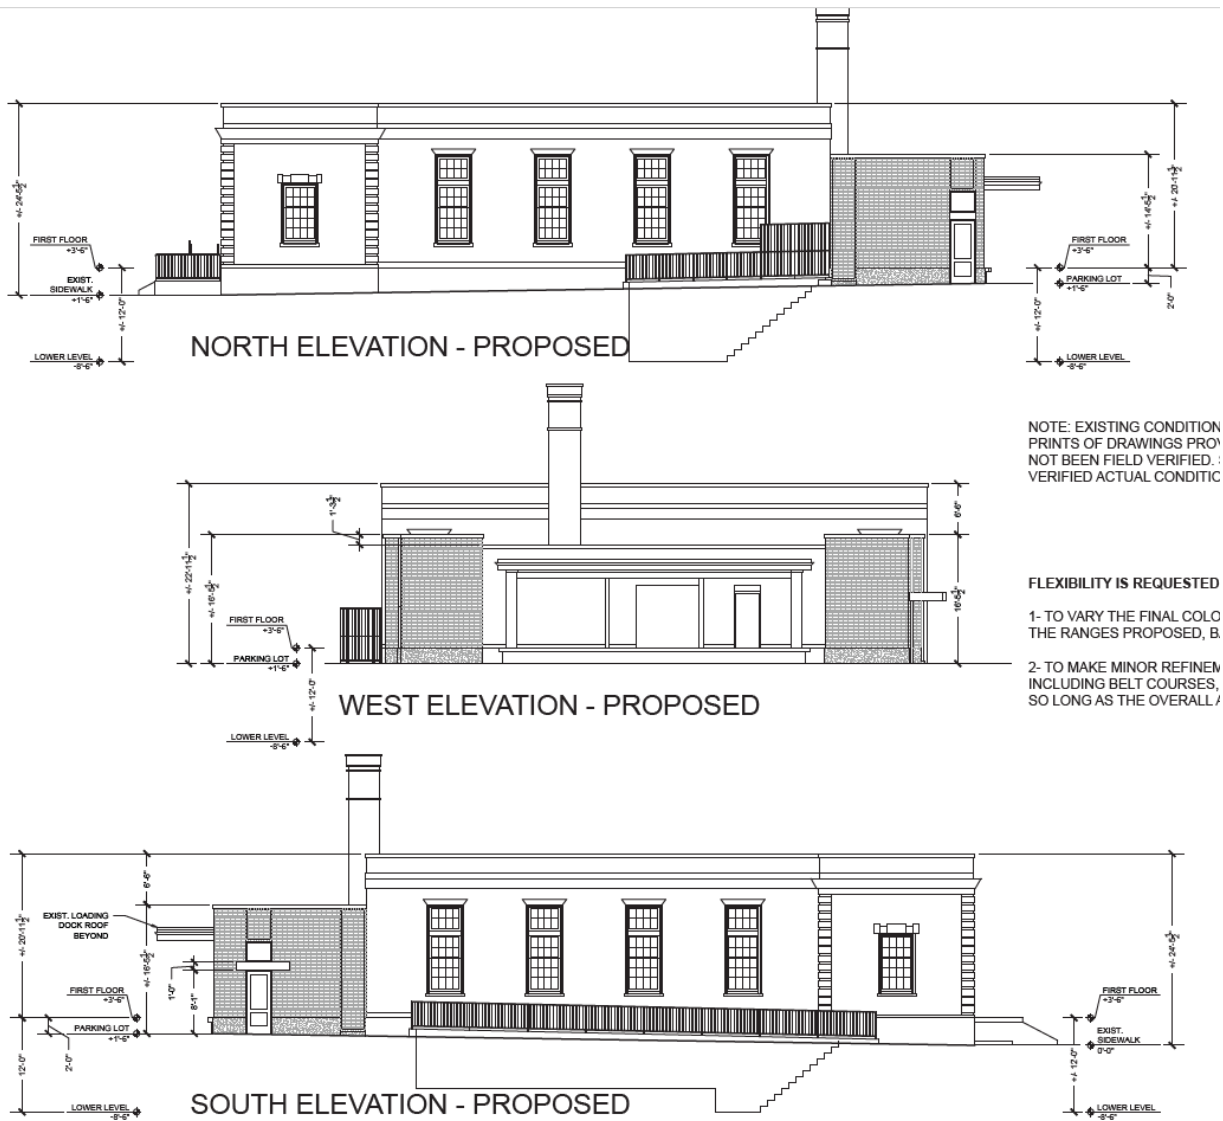 +/- 24'-5½"
FIRST FLOOR
+3'-6"
EXIST.
SIDEWALK
+1'-6"
+/- 12'-0"
LOWER LEVEL
-8'-6"
NORTH ELEVATION - PROPOSED
+/- 20'-11½"
+/- 14'-5½"
FIRST FLOOR
+3'-6"
PARKING LOT
+1'-6"
2'-0"
+/- 12'-0"
LOWER LEVEL
-8'-6"
NOTE: EXISTING CONDITION
PRINTS OF DRAWINGS PROV
NOT BEEN FIELD VERIFIED.
VERIFIED ACTUAL CONDITIO
1'-3½"
+/- 22'-11½"
+/- 16'-5½"
6'-6"
16'-5½"
FIRST FLOOR
+3'-6"
PARKING LOT
+1'-6"
+/- 12'-0"
LOWER LEVEL
-8'-6"
WEST ELEVATION - PROPOSED
FLEXIBILITY IS REQUESTED
1- TO VARY THE FINAL COLO
THE RANGES PROPOSED, BA
2- TO MAKE MINOR REFINEM
INCLUDING BELT COURSES,
SO LONG AS THE OVERALL A
6'-6"
+/- 20'-11½"
EXIST. LOADING
DOCK ROOF
BEYOND
+/- 16'-5½"
1'-0"
8'-1"
FIRST FLOOR
+3'-6"
PARKING LOT
+1'-6"
2'-0"
12'-0"
LOWER LEVEL
-8'-6"
SOUTH ELEVATION - PROPOSED
+/- 24'-5½"
FIRST FLOOR
+3'-6"
EXIST.
SIDEWALK
0'-0"
+/- 12'-0"
LOWER LEVEL
-8'-6"